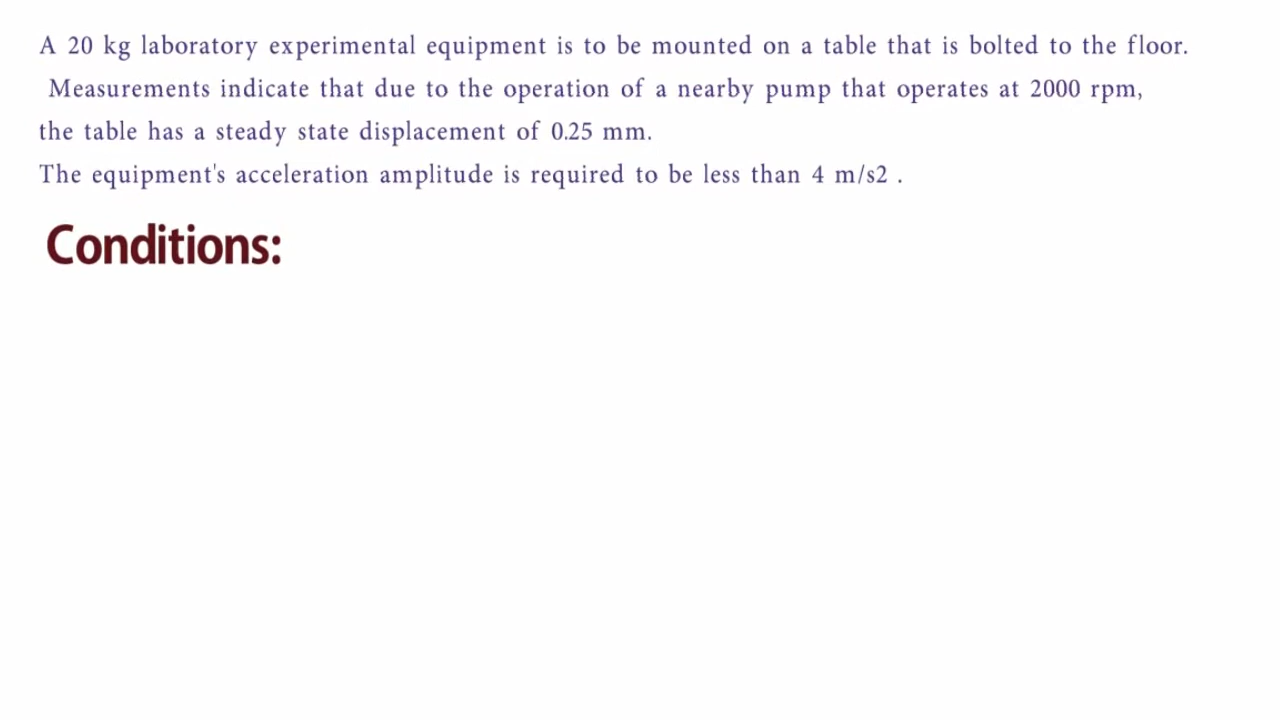 A 20 kg laboratory experimental equipment is to be mounted on a table that is bolted to the floor.
Measurements indicate that due to the operation of a nearby pump that operates at 2000 rpm,
the table has a steady state displacement of 0.25 mm.
The equipment's acceleration amplitude is required to be less than 4 m/s2 .
Conditions: